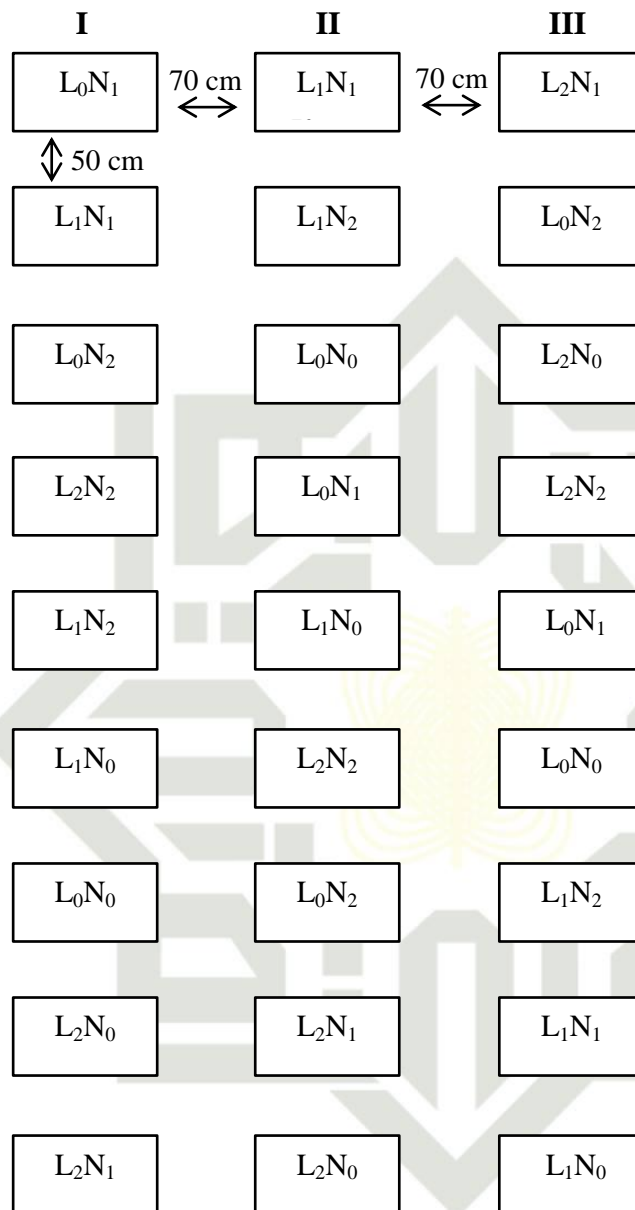 I II III
L₀N₁ 70 cm L₁N₁ 70 cm L₂N₁
50 cm
L₁N₁ L₁N₂ L₀N₂
L₀N₂ L₀N₀ L₂N₀
L₂N₂ L₀N₁ L₂N₂
L₁N₂ L₁N₀ L₀N₁
L₁N₀ L₂N₂ L₀N₀
L₀N₀ L₀N₂ L₁N₂
L₂N₀ L₂N₁ L₁N₁
L₂N₁ L₂N₀ L₁N₀